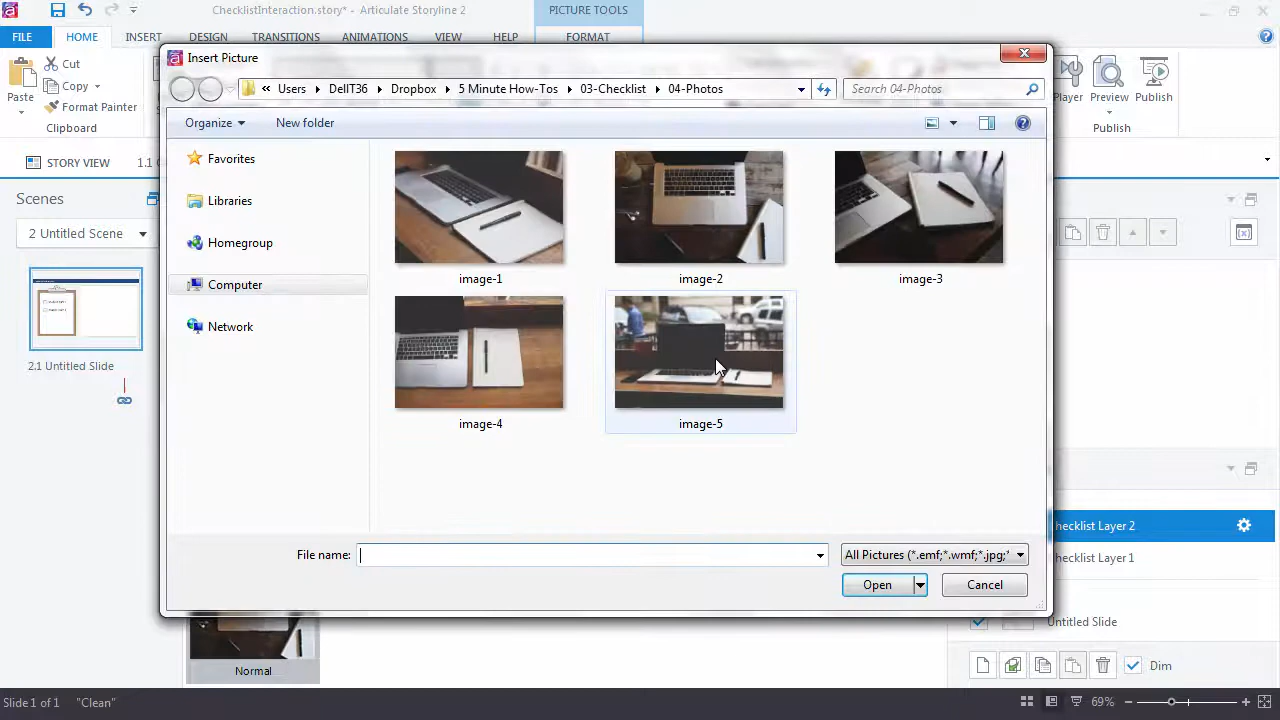 ChecklistInteraction.story* - Articulate Storyline 2
PICTURE TOOLS
FILE
HOME
INSERT
DESIGN
TRANSITIONS
ANIMATIONS
VIEW
HELP
FORMAT
Paste
Cut
Copy
Format Painter
Clipboard
Player
Preview
Publish
Publish
STORY VIEW
Scenes
2 Untitled Scene
2.1 Untitled Slide
Insert Picture
« Users DellT36 Dropbox 5 Minute How-Tos 03-Checklist 04-Photos
Search 04-Photos
Organize
New folder
Favorites
Libraries
Homegroup
Computer
Network
image-1
image-2
image-3
image-4
image-5
File name:
All Pictures (*.emf;*.wmf;*.jpg;*
Open
Cancel
hecklist Layer 2
hecklist Layer 1
Untitled Slide
Normal
Dim
Slide 1 of 1
"Clean"
69%